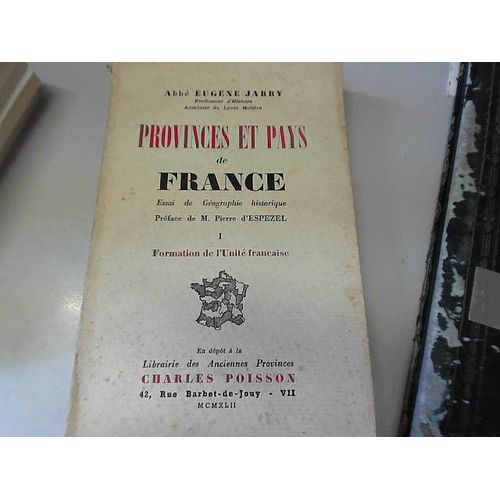 Abbé EUGÈNE JARRY
Professeur d'Histoire
Aumônier du Lycée Molière
PROVINCES ET PAYS
de
FRANCE
Essai de Géographie historique
Préface de M. Pierre d'ESPEZEL
I
Formation de l'Unité française
En dépôt à la
Librairie des Anciennes Provinces
CHARLES POISSON
42, Rue Barbet-de-Jouy - VII
MCMXLII